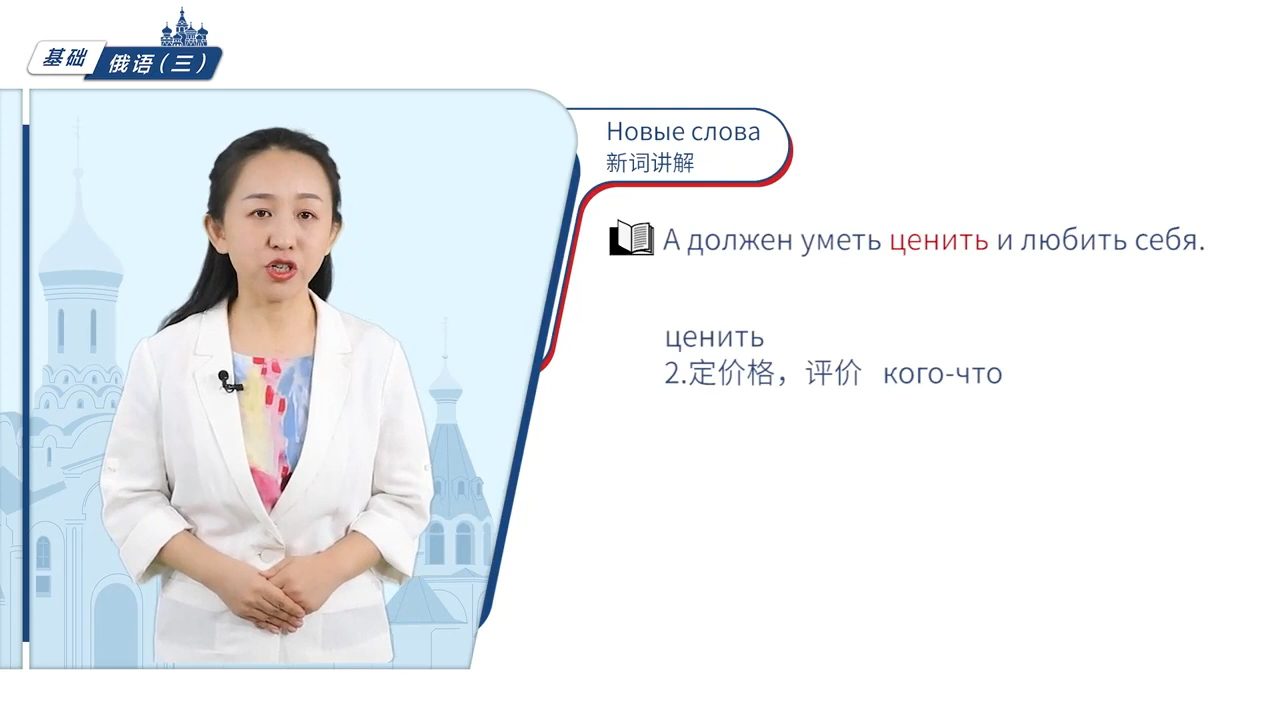 基础
俄语(三)
Новые слова
新词讲解
А должен уметь ценить и любить себя.
ценить
2.定价格，评价 кого-что